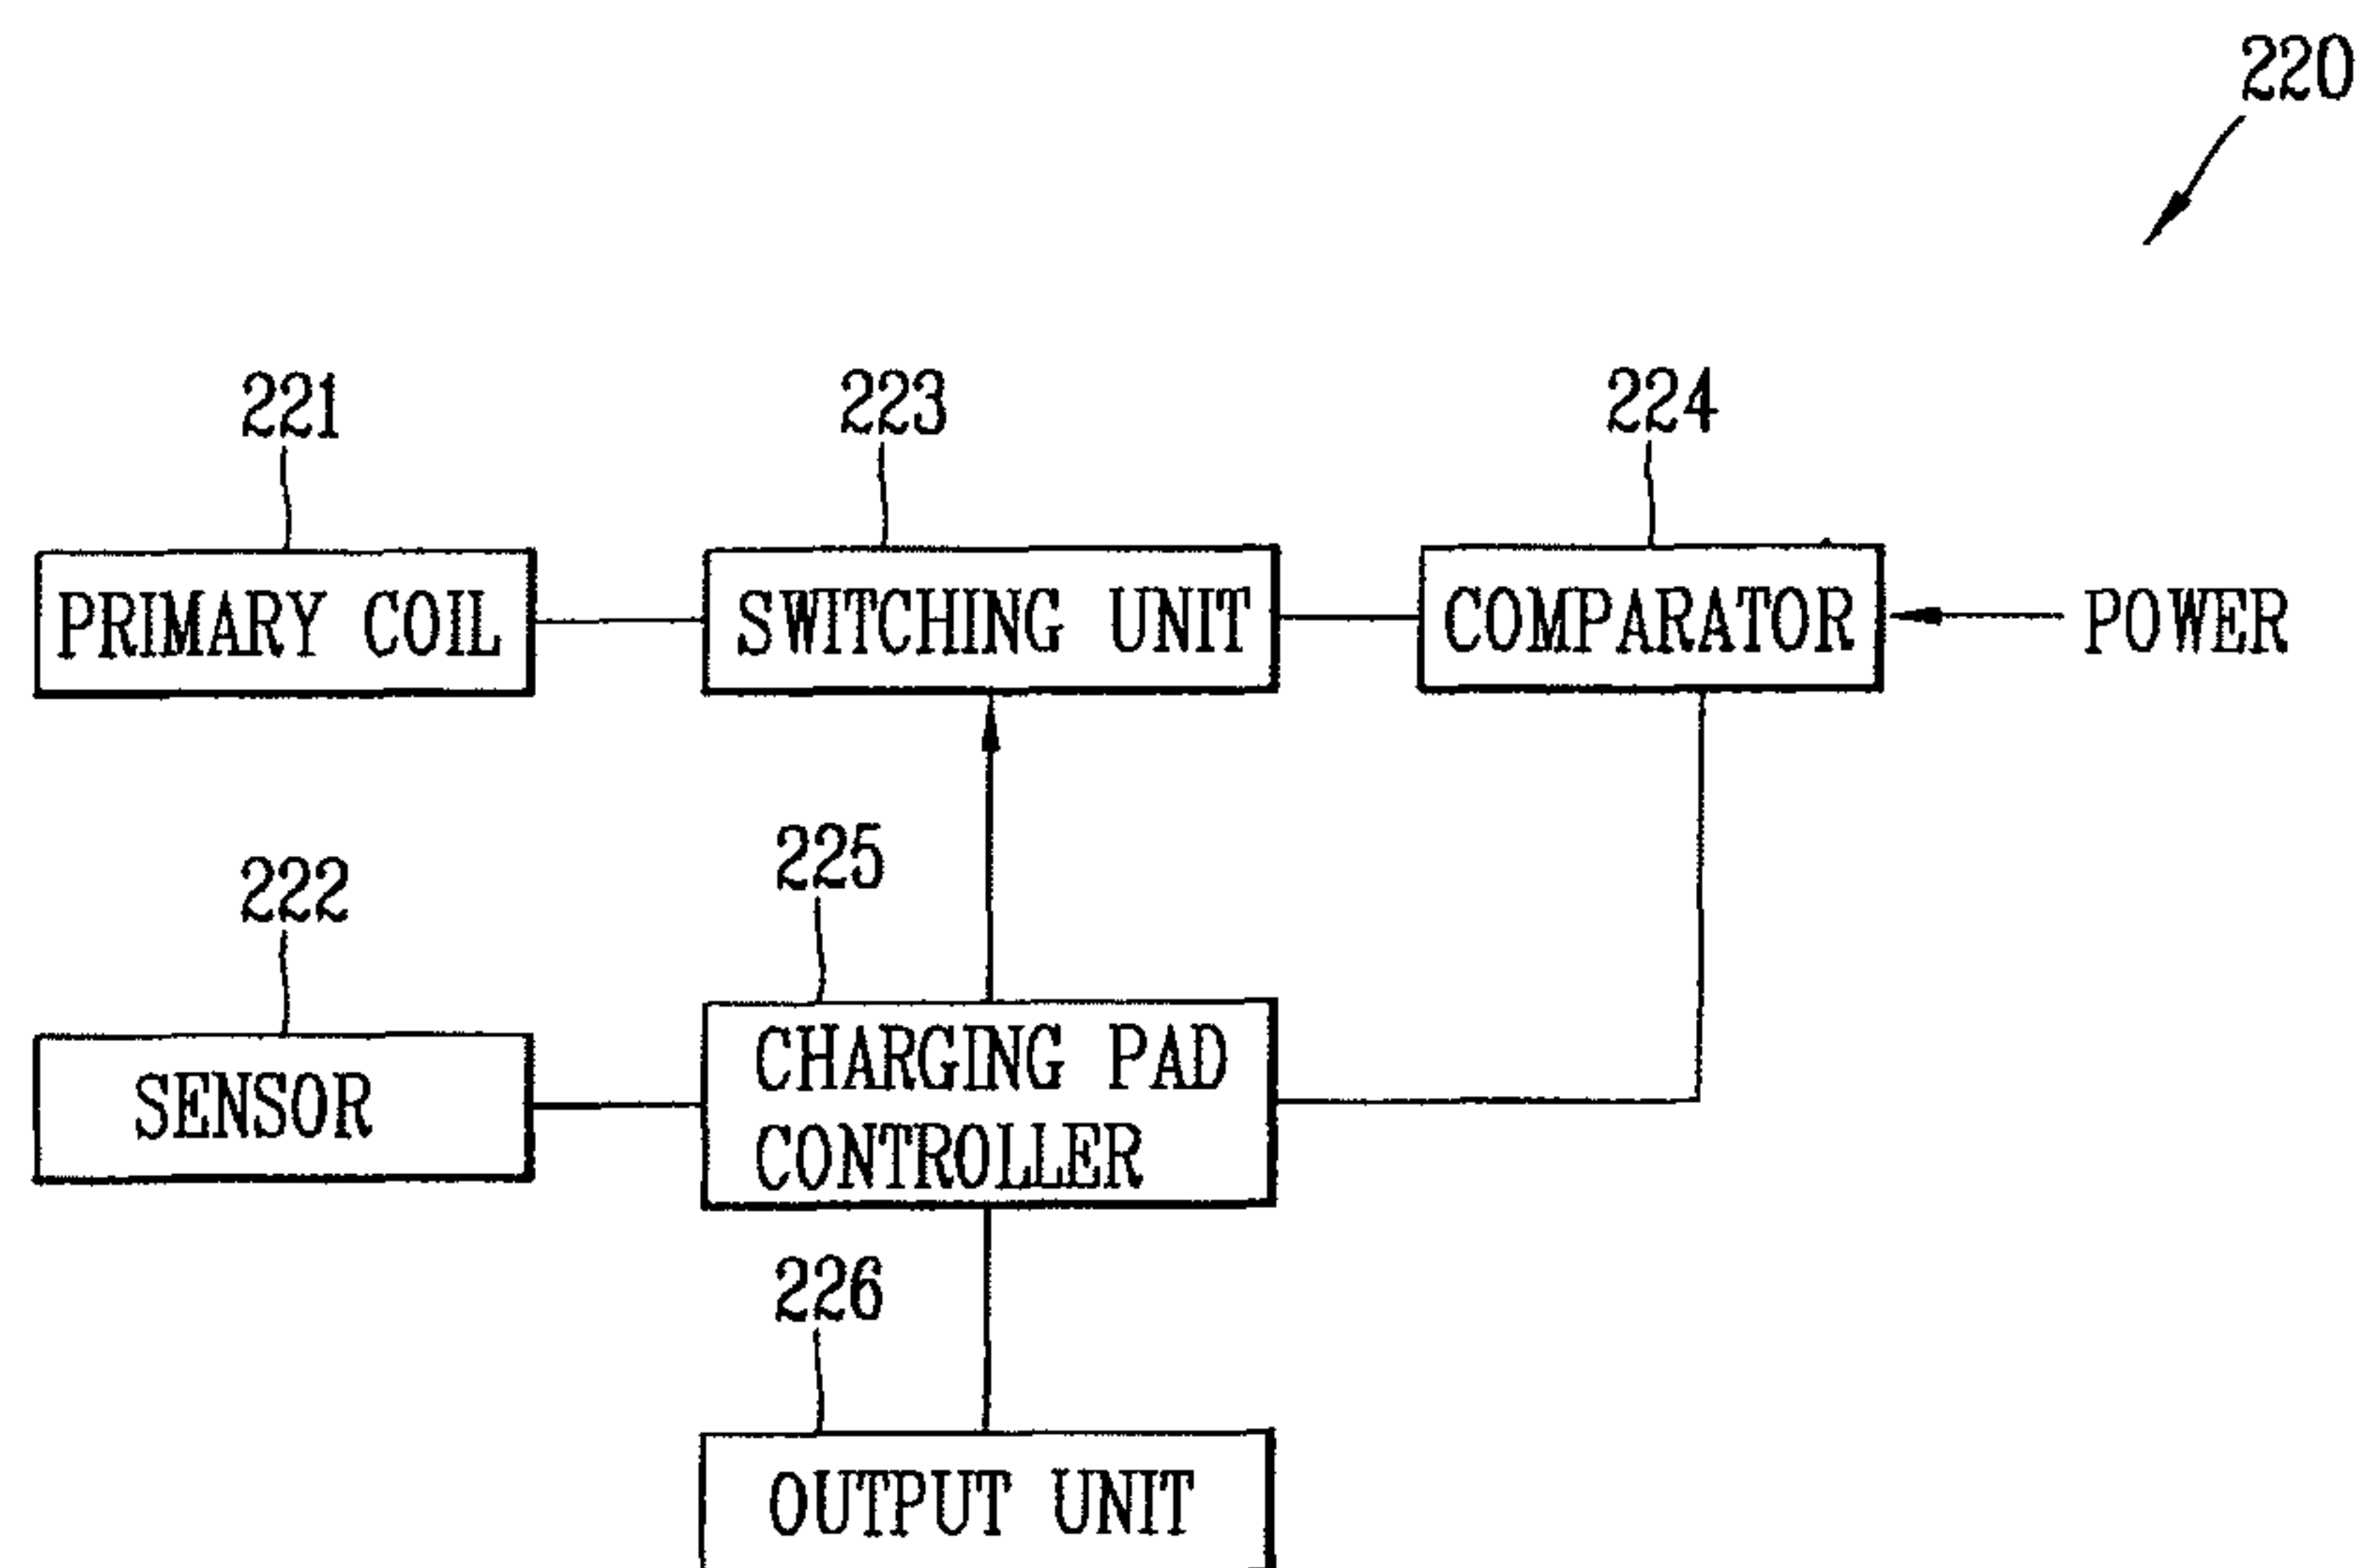 220
221
223
224
PRIMARY COIL
SWITCHING UNIT
COMPARATOR
POWER
222
225
SENSOR
CHARGING PAD
CONTROLLER
226
OUTPUT UNIT